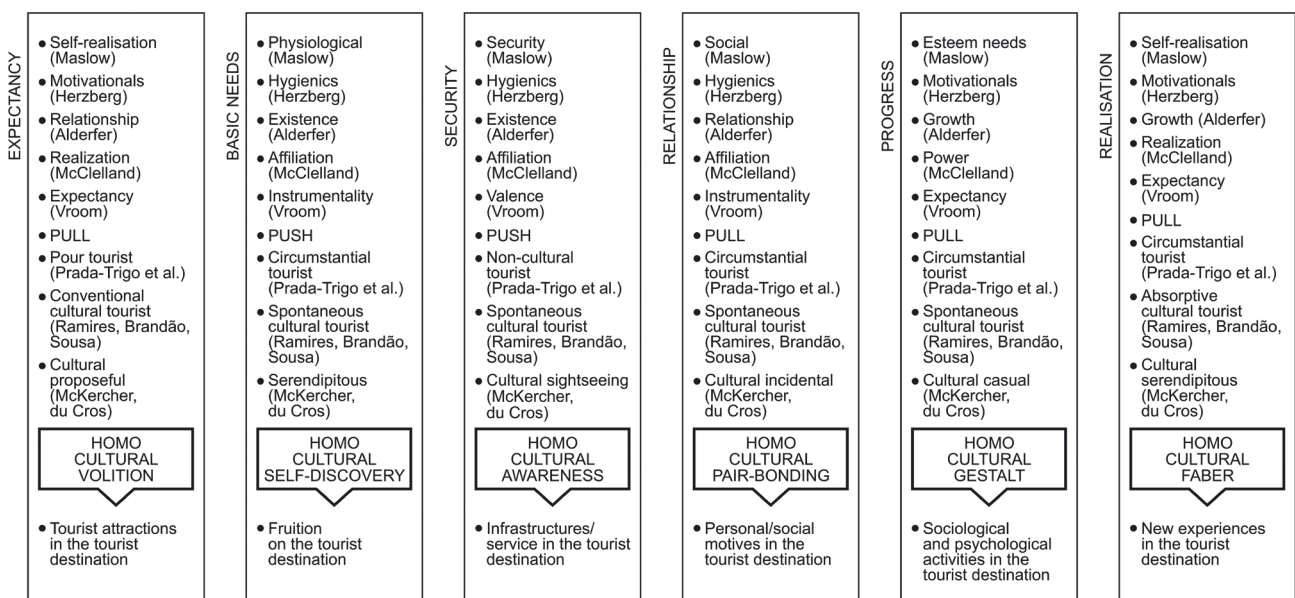 EXPECTANCY
• Self-realisation
(Maslow)
• Motivationals
(Herzberg)
• Relationship
(Alderfer)
• Realization
(McClelland)
• Expectancy
(Vroom)
• PULL
• Pour tourist
(Prada-Trigo et al.)
• Conventional
cultural tourist
(Ramires, Brandão,
Sousa)
• Cultural
proposeful
(McKercher,
du Cros)
HOMO
CULTURAL
VOLITION
• Tourist attractions
in the tourist
destination
BASIC NEEDS
• Physiological
(Maslow)
• Hygienics
(Herzberg)
• Existence
(Alderfer)
• Affiliation
(McClelland)
• Instrumentality
(Vroom)
• PUSH
• Circumstantial
tourist
(Prada-Trigo et al.)
• Spontaneous
cultural tourist
(Ramires, Brandão,
Sousa)
• Serendipitous
(McKercher,
du Cros)
HOMO
CULTURAL
SELF-DISCOVERY
• Fruition
on the tourist
destination
SECURITY
• Security
(Maslow)
• Hygienics
(Herzberg)
• Existence
(Alderfer)
• Affiliation
(McClelland)
• Valence
(Vroom)
• PUSH
• Non-cultural
tourist
(Prada-Trigo et al.)
• Spontaneous
cultural tourist
(Ramires, Brandão,
Sousa)
• Cultural sightseeing
(McKercher,
du Cros)
HOMO
CULTURAL
AWARENESS
• Infrastructures/
service in the tourist
destination
RELATIONSHIP
• Social
(Maslow)
• Hygienics
(Herzberg)
• Relationship
(Alderfer)
• Affiliation
(McClelland)
• Instrumentality
(Vroom)
• PULL
• Circumstantial
tourist
(Prada-Trigo et al.)
• Spontaneous
cultural tourist
(Ramires, Brandão,
Sousa)
• Cultural incidental
(McKercher,
du Cros)
HOMO
CULTURAL
PAIR-BONDING
• Personal/social
motives in the
tourist destination
PROGRESS
• Esteem needs
(Maslow)
• Motivationals
(Herzberg)
• Growth
(Alderfer)
• Power
(McClelland)
• Expectancy
(Vroom)
• PULL
• Circumstantial
tourist
(Prada-Trigo et al.)
• Spontaneous
cultural tourist
(Ramires, Brandão,
Sousa)
• Cultural casual
(McKercher,
du Cros)
HOMO
CULTURAL
GESTALT
• Sociological
and psychological
activities in the
tourist destination
REALISATION
• Self-realisation
(Maslow)
• Motivationals
(Herzberg)
• Growth (Alderfer)
• Realization
(McClelland)
• Expectancy
(Vroom)
• PULL
• Circumstantial
tourist
(Prada-Trigo et al.)
• Absorptive
cultural tourist
(Ramires, Brandão,
Sousa)
• Cultural
serendipitous
(McKercher,
du Cros)
HOMO
CULTURAL
FABER
• New experiences
in the tourist
destination